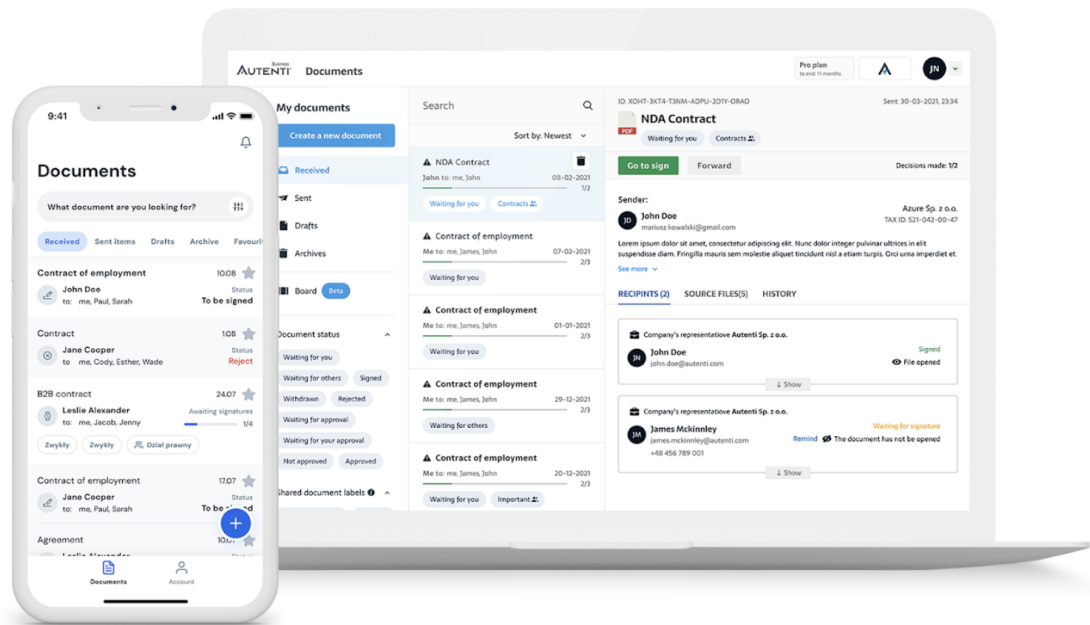 9:41
Documents
What document are you looking for?
Received Sent items Drafts Archive Favouri
Contract of employment 10.08
John Doe Status
to: me, Paul, Sarah To be signed
Contract 1.08
Jane Cooper Status
to me, Cody, Esther, Wade Reject
B2B contract 24.07
Leslie Alexander Awaiting signatures
to: me, Jacob, Jenny 1/4
Zwykły Zwykły Dział prawny
Contract of employment 17.07
Jane Cooper Status
to: me, Paul, Sarah To be
Agreement
Documents Account
Business
AUTENTI Documents
Pro plan
to end: 11 months
JN
My documents
Create a new document
Received
Sent
Drafts
Archives
Board Beta
Document status
Waiting for you
Waiting for others Signed
Withdrawn Rejected
Waiting for approval
Waiting for your approval
Not approved Approved
Shared document labels
Search
Sort by: Newest
NDA Contract
John to: me, John 08-02-2021
1/2
Waiting for you Contracts
Contract of employment
Me to: me, James, John 07-02-2021
2/3
Waiting for you
Contract of employment
Me to: me, James, John 01-01-2021
2/3
Waiting for you
Contract of employment
Me to: me, James, John 29-12-2021
2/3
Waiting for others
Contract of employment
Me to: me, James, John 20-12-2021
2/3
Waiting for you Important
ID: XOHT-3KT4-T3NM-ADPU-2D1Y-ORAO Sent: 30-03-2021, 23:34
PDF
NDA Contract
Waiting for you Contracts
Go to sign Forward Decisions made: 1/2
Sender: Azure Sp. z o.o.
JD John Doe TAX ID: 521-042-00-47
mariusz.kowalski@gmail.com
Lorem ipsum dolor sit amet, consectetur adipiscing elit. Nunc dolor integer pulvinar ultrices in elit
suspendisse diam. Fringilla mauris sem molestie aliquet tincidunt nisl a etiam turpis. Orci urna imperdiet et.
See more
RECIPINTS (2) SOURCE FILES(5) HISTORY
Company's representatiove Autenti Sp. z o.o.
JN John Doe Signed
john.doe@autenti.com File opened
Show
Company's representatiove Autenti Sp. z o.o.
JM James Mckinnley Waiting for signature
james.mckinnley@autenti.com Remind The document has not be opened
+48 456 789 001
Show